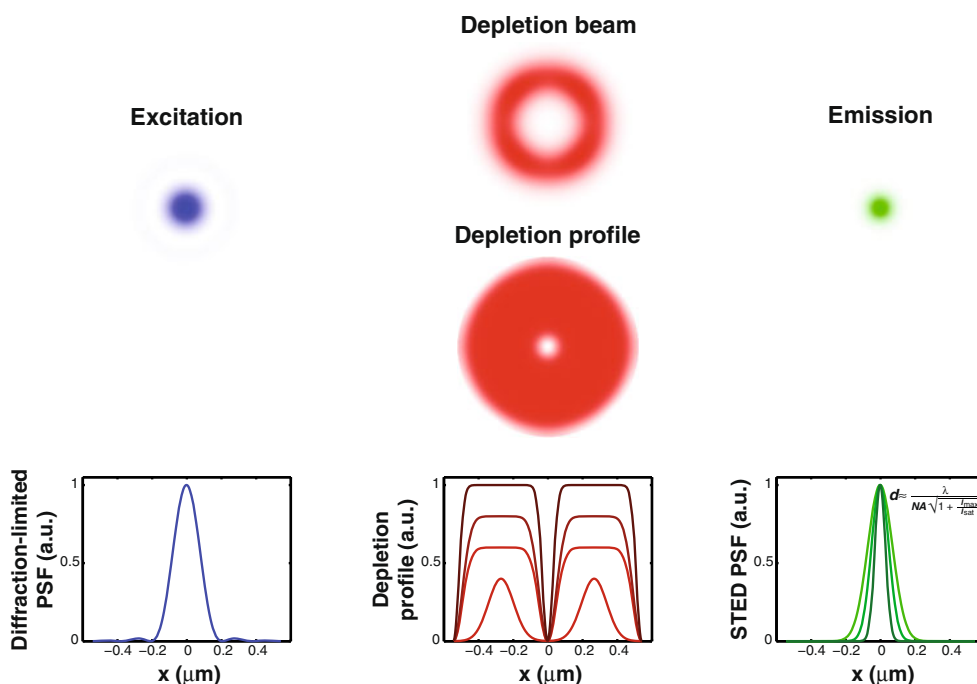 Depletion beam
Excitation
Emission
Depletion profile
Diffraction-limited
PSF (a.u.)
1
0.5
0
−0.4 −0.2 0 0.2 0.4
x (μm)
Depletion
profile (a.u.)
1
0.5
0
−0.4 −0.2 0 0.2 0.4
x (μm)
STED PSF (a.u.)
1
0.5
0
−0.4 −0.2 0 0.2 0.4
x (μm)
d≈ λ / NA√1 + Imax / Isat